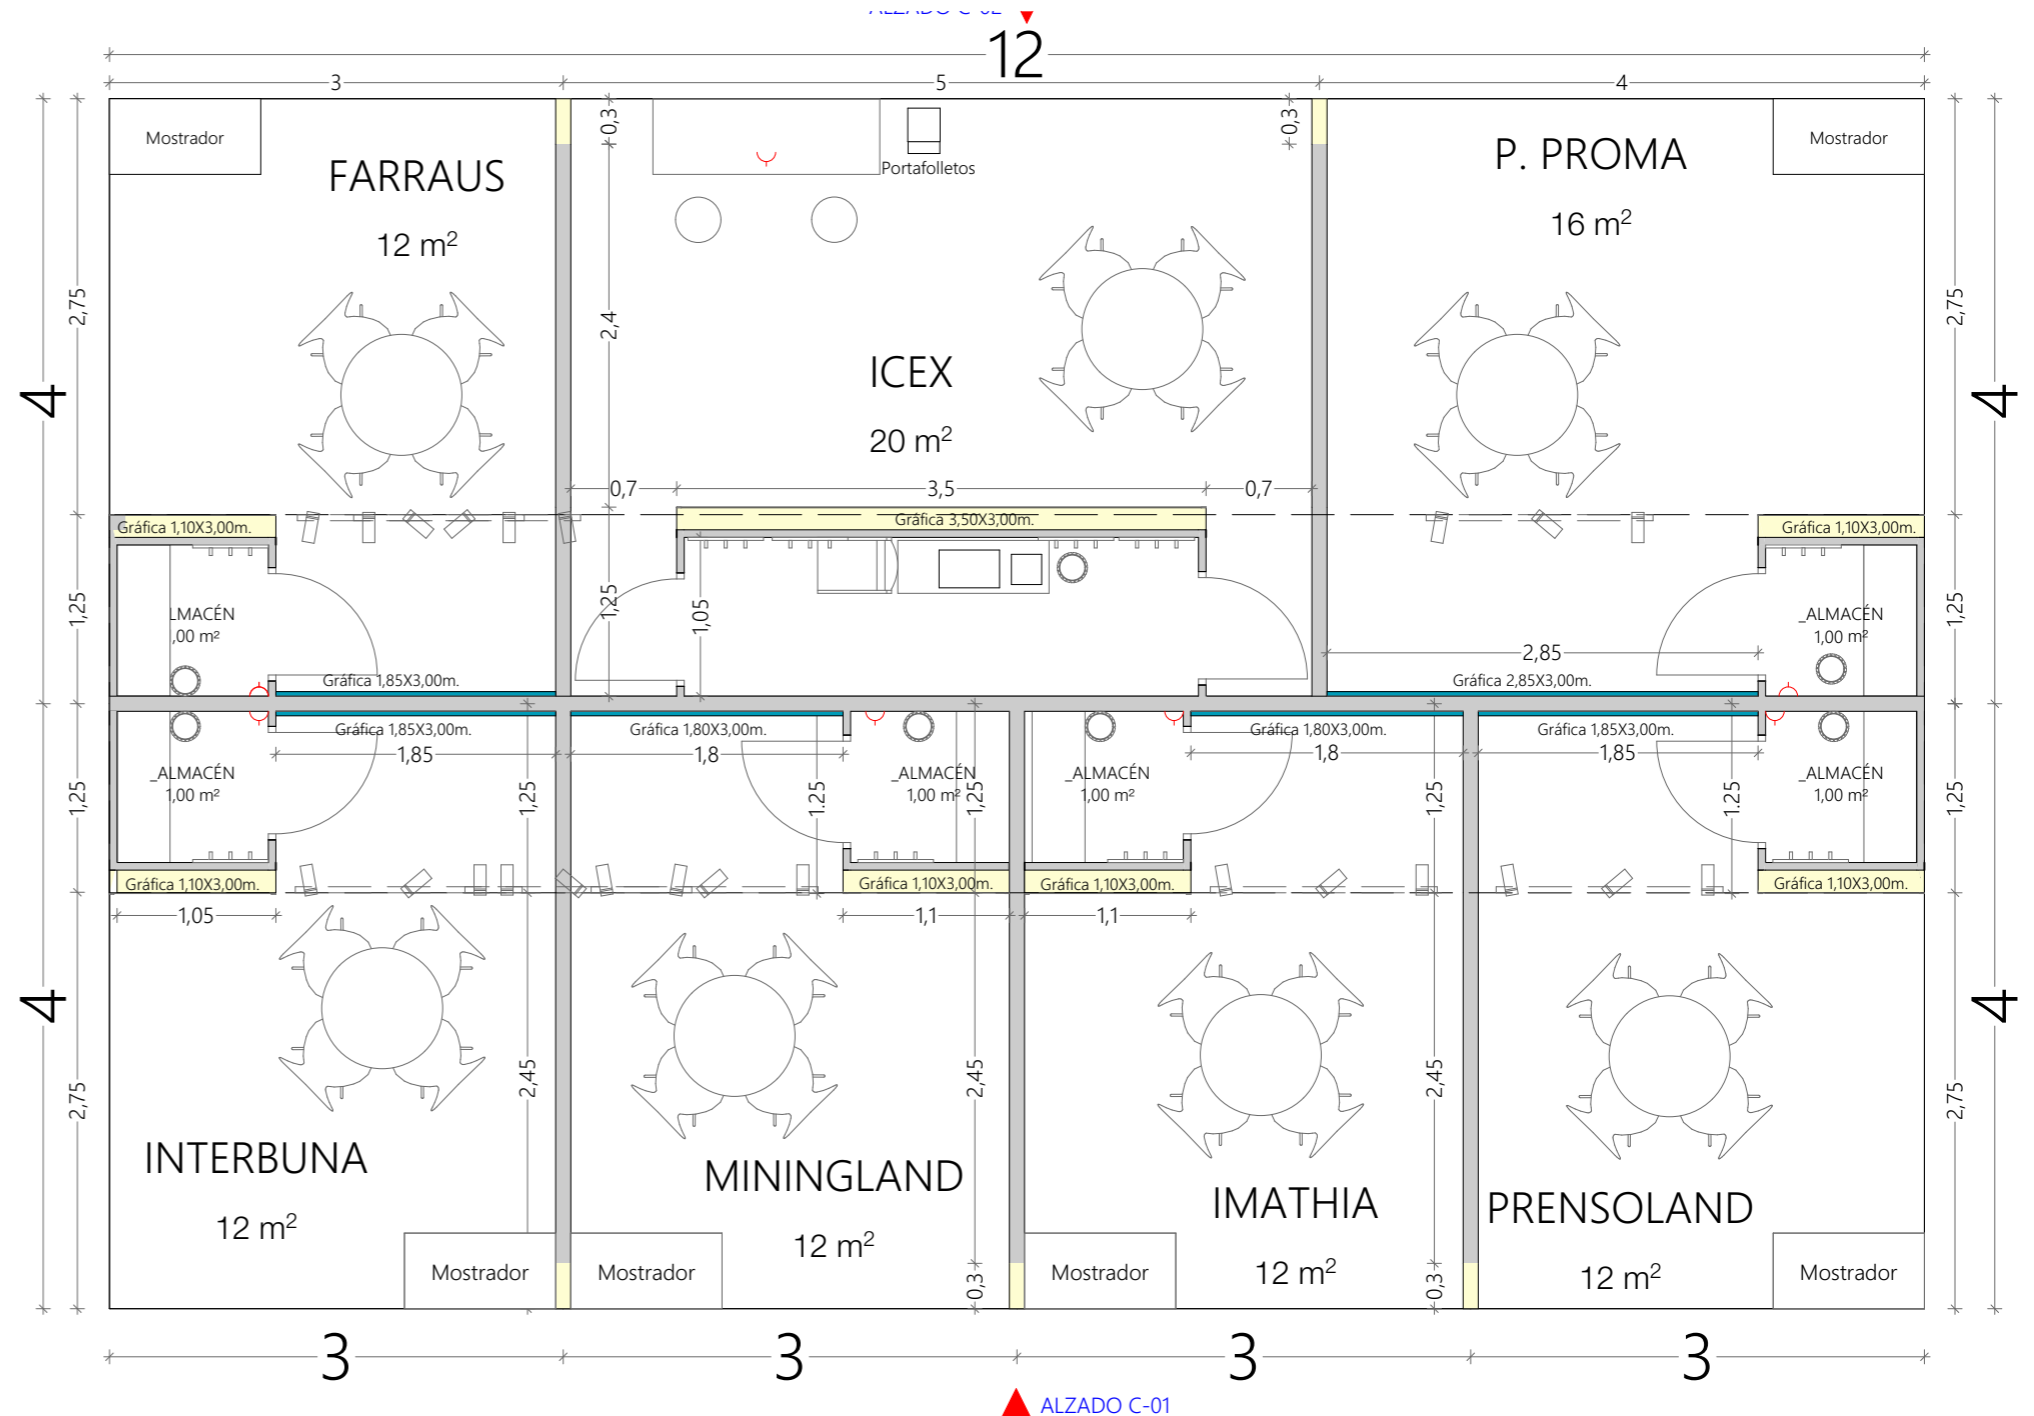 12
3
5
4
Mostrador
0,3
Portafolletos
0,3
Mostrador
FARRAUS
12 m²
P. PROMA
16 m²
2,75
2,4
2,75
4
ICEX
20 m²
4
0,7
3,5
0,7
Gráfica 1,10X3,00m.
Gráfica 3,50X3,00m.
Gráfica 1,10X3,00m.
1,25
LMACÉN
,00 m²
1,25
1,05
_ALMACÉN
1,00 m²
1,25
2,85
Gráfica 1,85X3,00m.
Gráfica 2,85X3,00m.
Gráfica 1,85X3,00m.
1,85
Gráfica 1,80X3,00m.
1,8
Gráfica 1,80X3,00m.
1,8
Gráfica 1,85X3,00m.
1,85
1,25
_ALMACÉN
1,00 m²
1,25
1.25
_ALMACÉN
1,00 m²
1,25
_ALMACÉN
1,00 m²
1,25
1.25
_ALMACÉN
1,00 m²
1,25
Gráfica 1,10X3,00m.
Gráfica 1,10X3,00m.
Gráfica 1,10X3,00m.
Gráfica 1,10X3,00m.
1,05
1,1
1,1
4
4
2,75
2,45
2,45
2,45
2,75
INTERBUNA
12 m²
MININGLAND
12 m²
IMATHIA
12 m²
PRENSOLAND
12 m²
Mostrador
Mostrador
0,3
Mostrador
0,3
Mostrador
3
3
3
3
ALZADO C-01